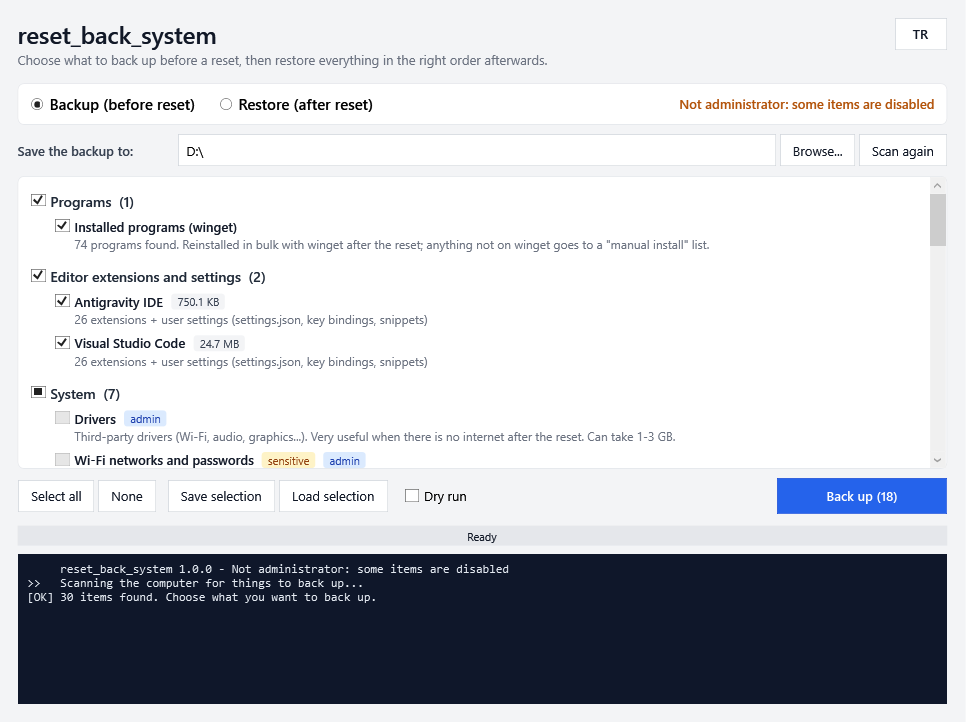 reset_back_system
TR
Choose what to back up before a reset, then restore everything in the right order afterwards.
Backup (before reset)
Restore (after reset)
Not administrator: some items are disabled
Save the backup to:
D:\
Browse...
Scan again
Programs (1)
Installed programs (winget)
74 programs found. Reinstalled in bulk with winget after the reset; anything not on winget goes to a "manual install" list.
Editor extensions and settings (2)
Antigravity IDE 750.1 KB
26 extensions + user settings (settings.json, key bindings, snippets)
Visual Studio Code 24.7 MB
26 extensions + user settings (settings.json, key bindings, snippets)
System (7)
Drivers admin
Third-party drivers (Wi-Fi, audio, graphics...). Very useful when there is no internet after the reset. Can take 1-3 GB.
Wi-Fi networks and passwords sensitive admin
Select all
None
Save selection
Load selection
Dry run
Back up (18)
Ready
reset_back_system 1.0.0 - Not administrator: some items are disabled
>> Scanning the computer for things to back up...
[OK] 30 items found. Choose what you want to back up.